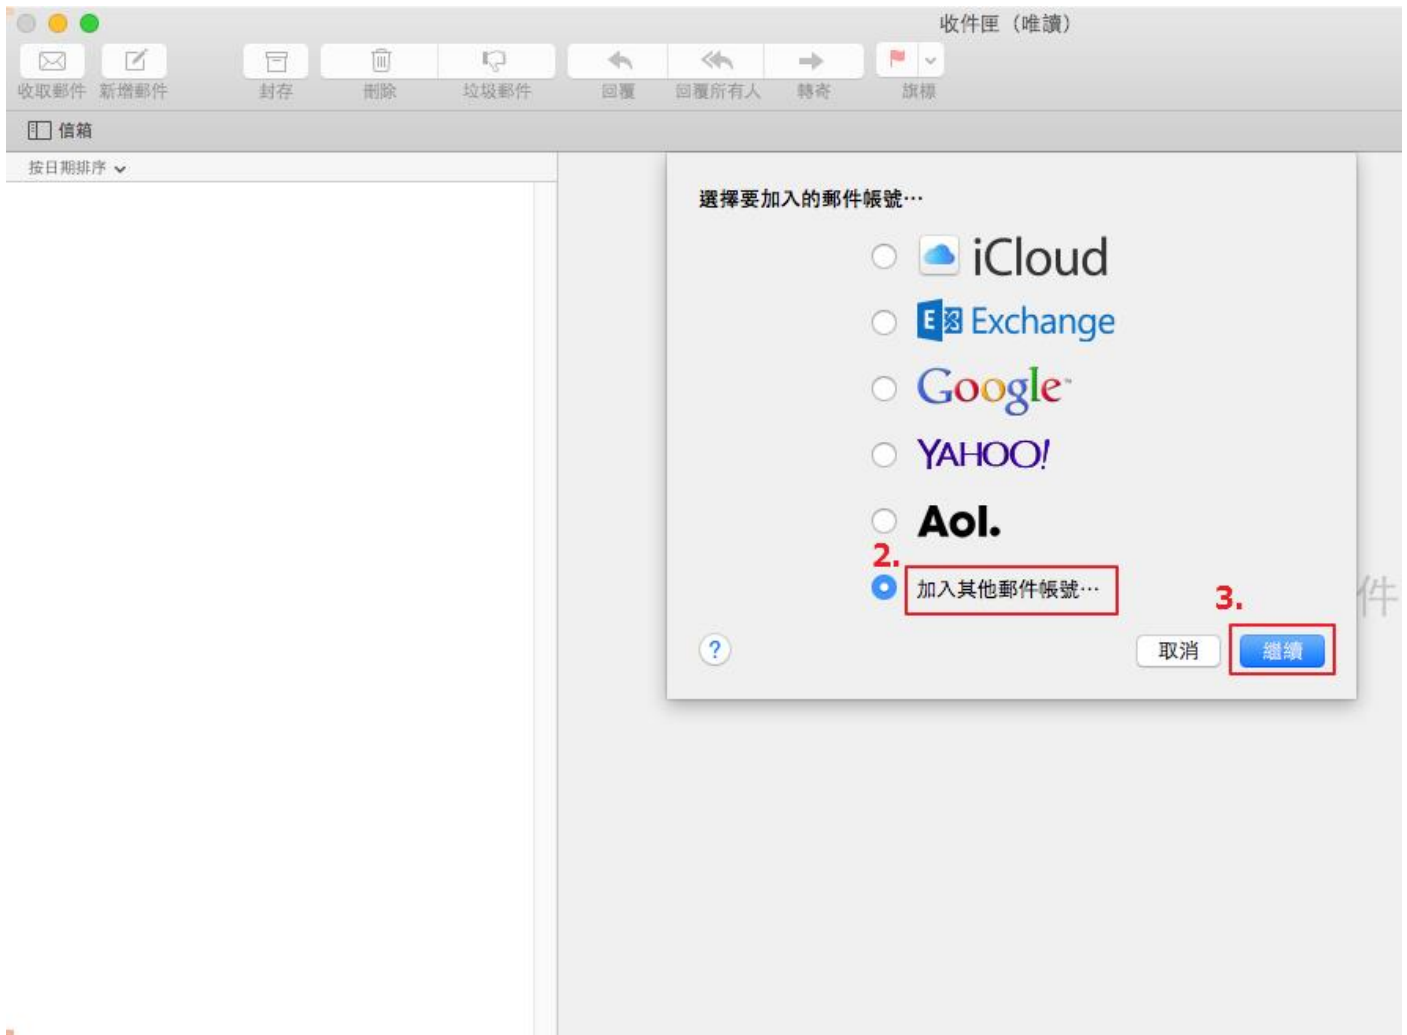 收件匣（唯讀）
收取郵件 新增郵件 封存 刪除 垃圾郵件 回覆 回覆所有人 轉寄 旗標
信箱
按日期排序
選擇要加入的郵件帳號…
iCloud
E Exchange
Google™
YAHOO!
Aol.
2.
加入其他郵件帳號…
3.
件
? 取消 繼續